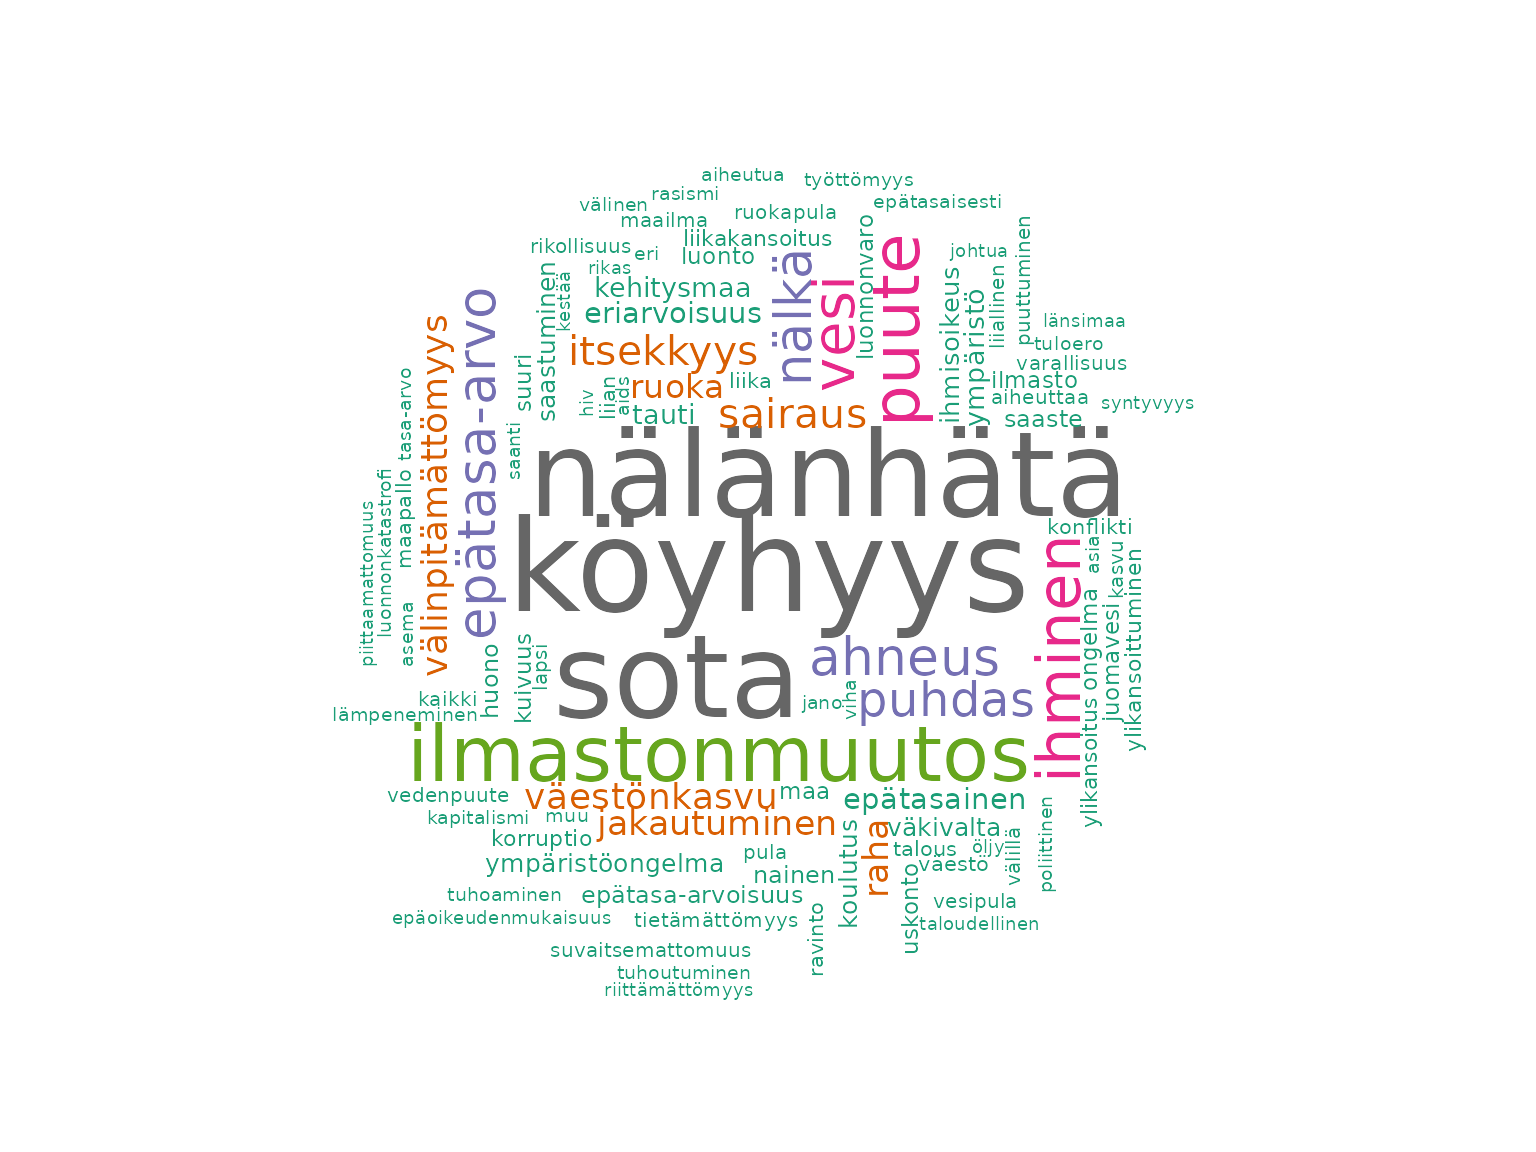 aiheutua
työttömyys
rasismi
välinen
epätasaisesti
ruokapula
maailma
liikakansoitus
rikollisuus
eri
luonto
johtua
rikas
kehitysmaa
kestää
saastuminen
eriarvoisuus
nälkä
vesi
luonnonvaro
puute
ihmisoikeus
ympäristö
liiallinen
puuttuminen
länsimaa
tuloero
varallisuus
itsekkyys
ilmasto
liika
ruoka
aiheuttaa
syntyvyys
suuri
hiv
liian
aids
tauti
sairaus
saaste
epätasa-arvo
välinpitämättömyys
tasa-arvo
saanti
nälänhätä
maapallo
luonnonkatastrofi
piittaamattomuus
köyhyys
konflikti
ihminen
asia
kasvu
ylikansoittuminen
ongelma
juomavesi
asema
huono
kuivuus
lapsi
sota
ahneus
puhdas
jano
viha
kaikki
lämpeneminen
ylikansoitus
ilmastonmuutos
vedenpuute
väestönkasvu
maa
epätasainen
kapitalismi
muu
jakautuminen
väkivalta
korruptio
koulutus
raha
talous
öljy
välillä
poliittinen
ympäristöongelma
pula
väestö
nainen
tuhoaminen
epätasa-arvoisuus
uskonto
vesipula
epäoikeudenmukaisuus
tietämättömyys
ravinto
taloudellinen
suvaitsemattomuus
tuhoutuminen
riittämättömyys